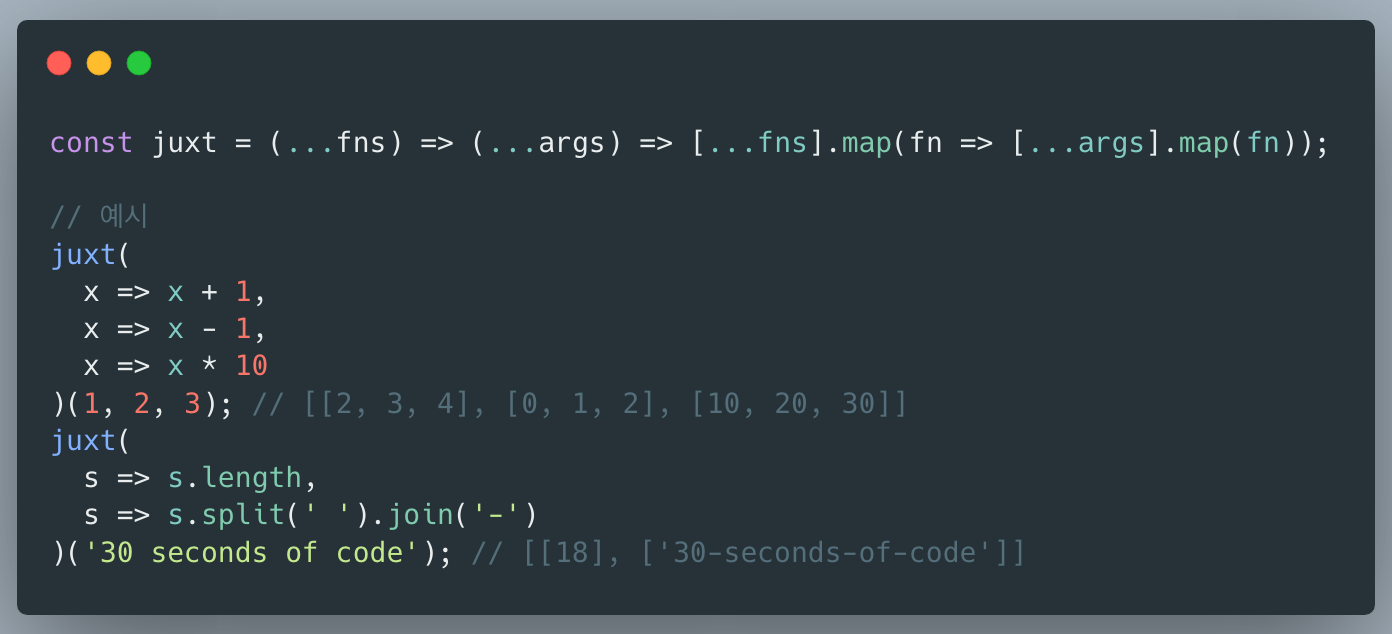 const juxt = (...fns) => (...args) => [...fns].map(fn => [...args].map(fn));
// 예시
juxt(
  x => x + 1,
  x => x - 1,
  x => x * 10
)(1, 2, 3); // [[2, 3, 4], [0, 1, 2], [10, 20, 30]]
juxt(
  s => s.length,
  s => s.split(' ').join('-')
)('30 seconds of code'); // [[18], ['30-seconds-of-code']]